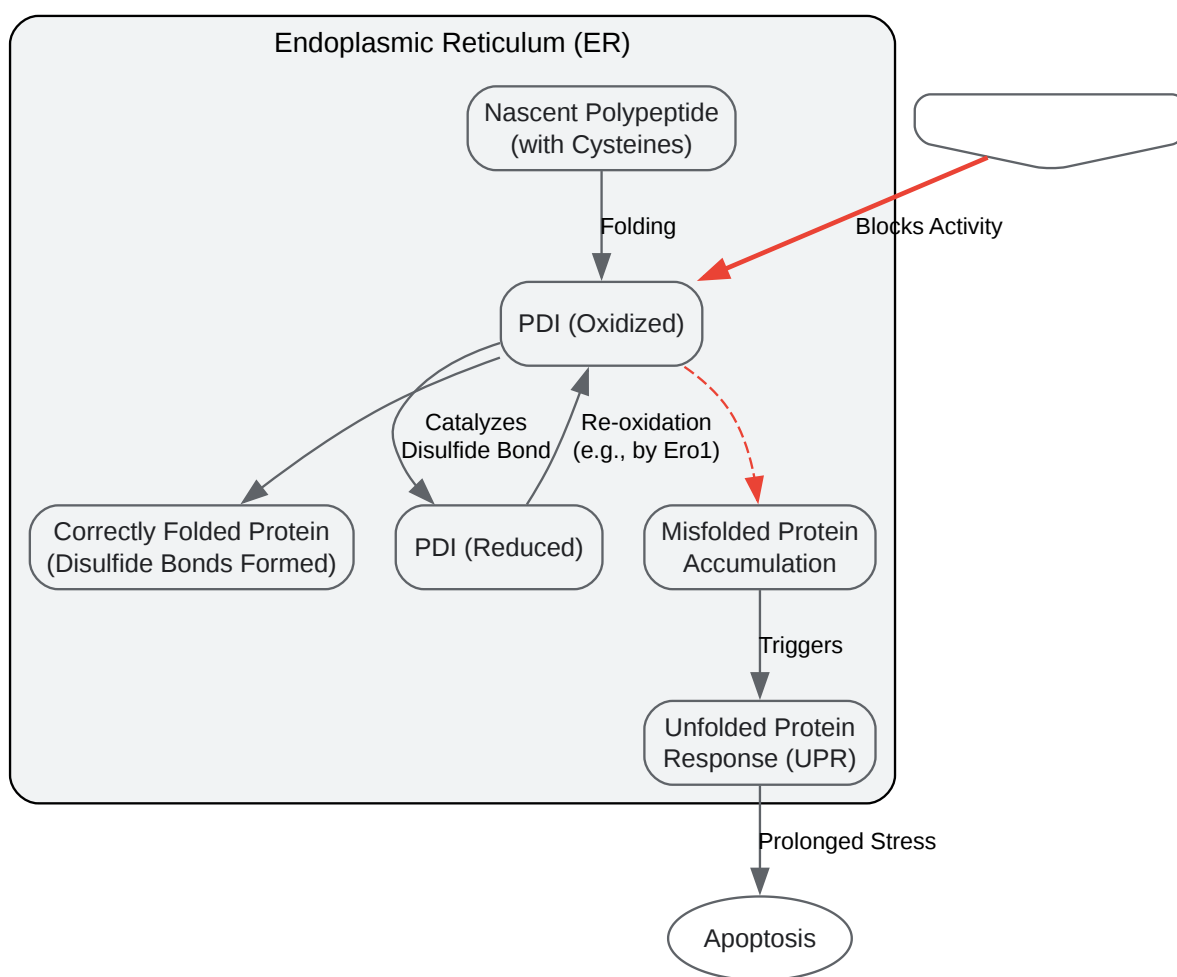 Endoplasmic Reticulum (ER)
Nascent Polypeptide
(with Cysteines)
Folding
Blocks Activity
PDI (Oxidized)
Catalyzes
Disulfide Bond
Re-oxidation
(e.g., by Ero1)
Correctly Folded Protein
(Disulfide Bonds Formed)
PDI (Reduced)
Misfolded Protein
Accumulation
Triggers
Unfolded Protein
Response (UPR)
Prolonged Stress
Apoptosis